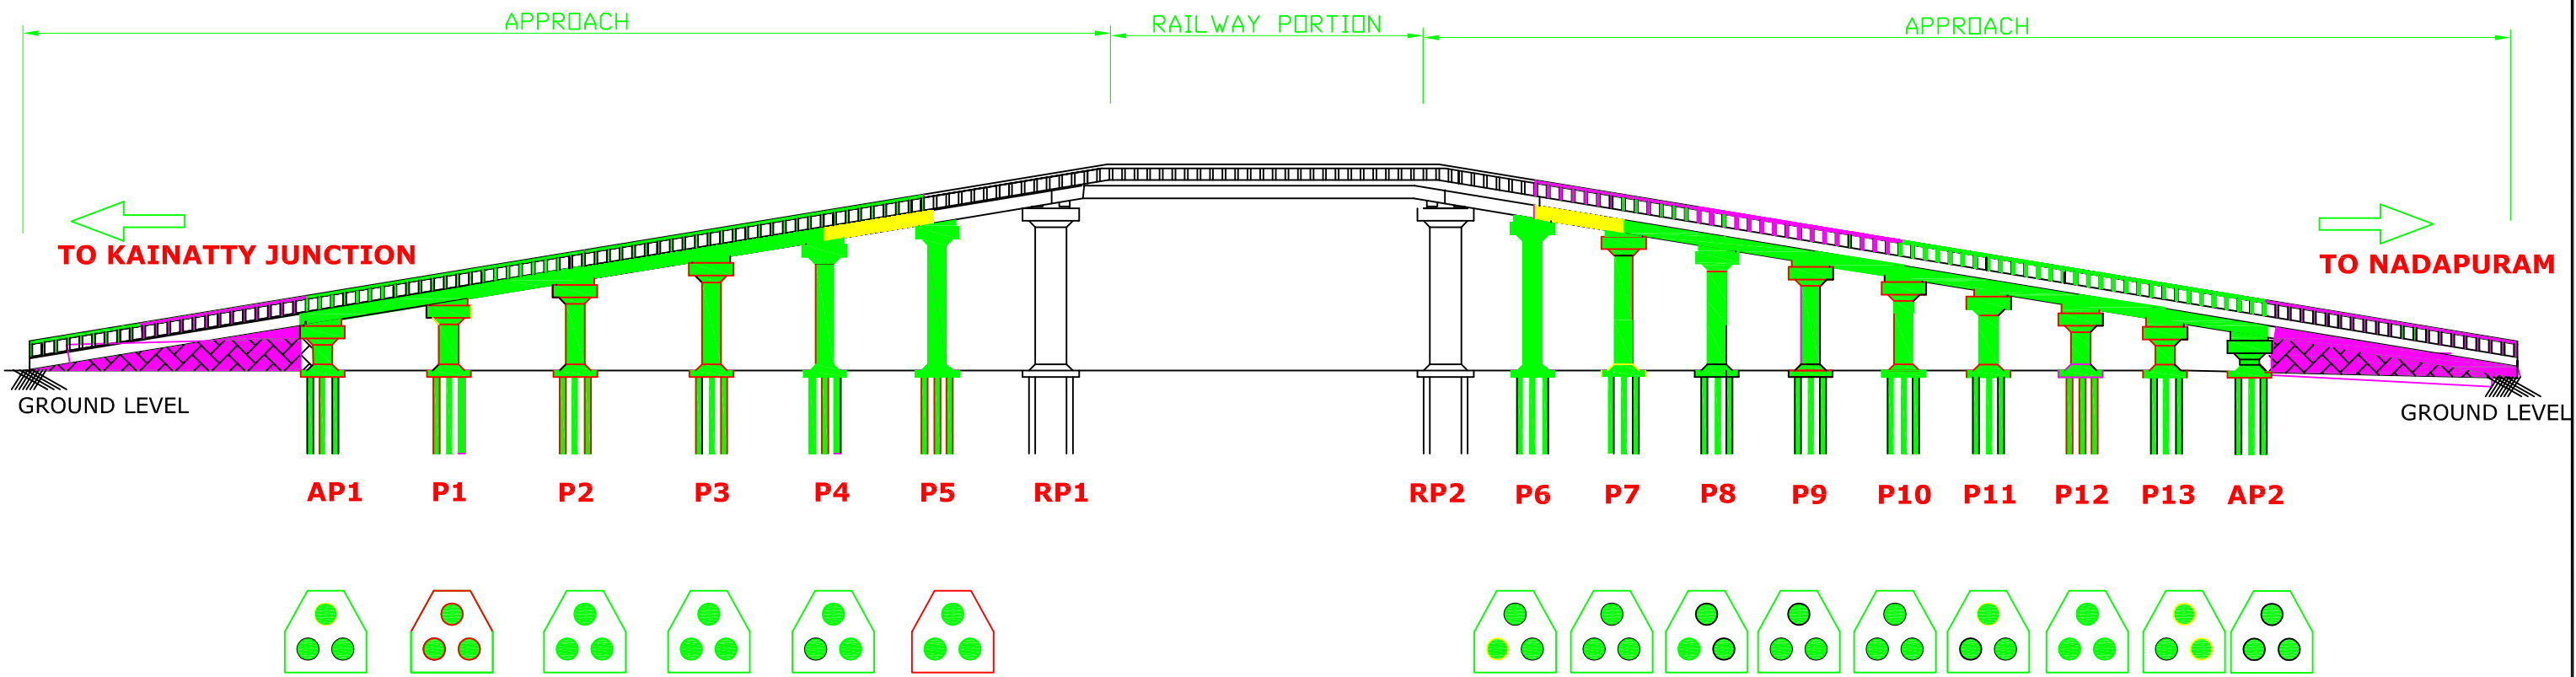 APPROACH
RAILWAY PORTION
APPROACH
TO KAINATTY JUNCTION
TO NADAPURAM
GROUND LEVEL
GROUND LEVEL
AP1 P1 P2 P3 P4 P5 RP1 RP2 P6 P7 P8 P9 P10 P11 P12 P13 AP2